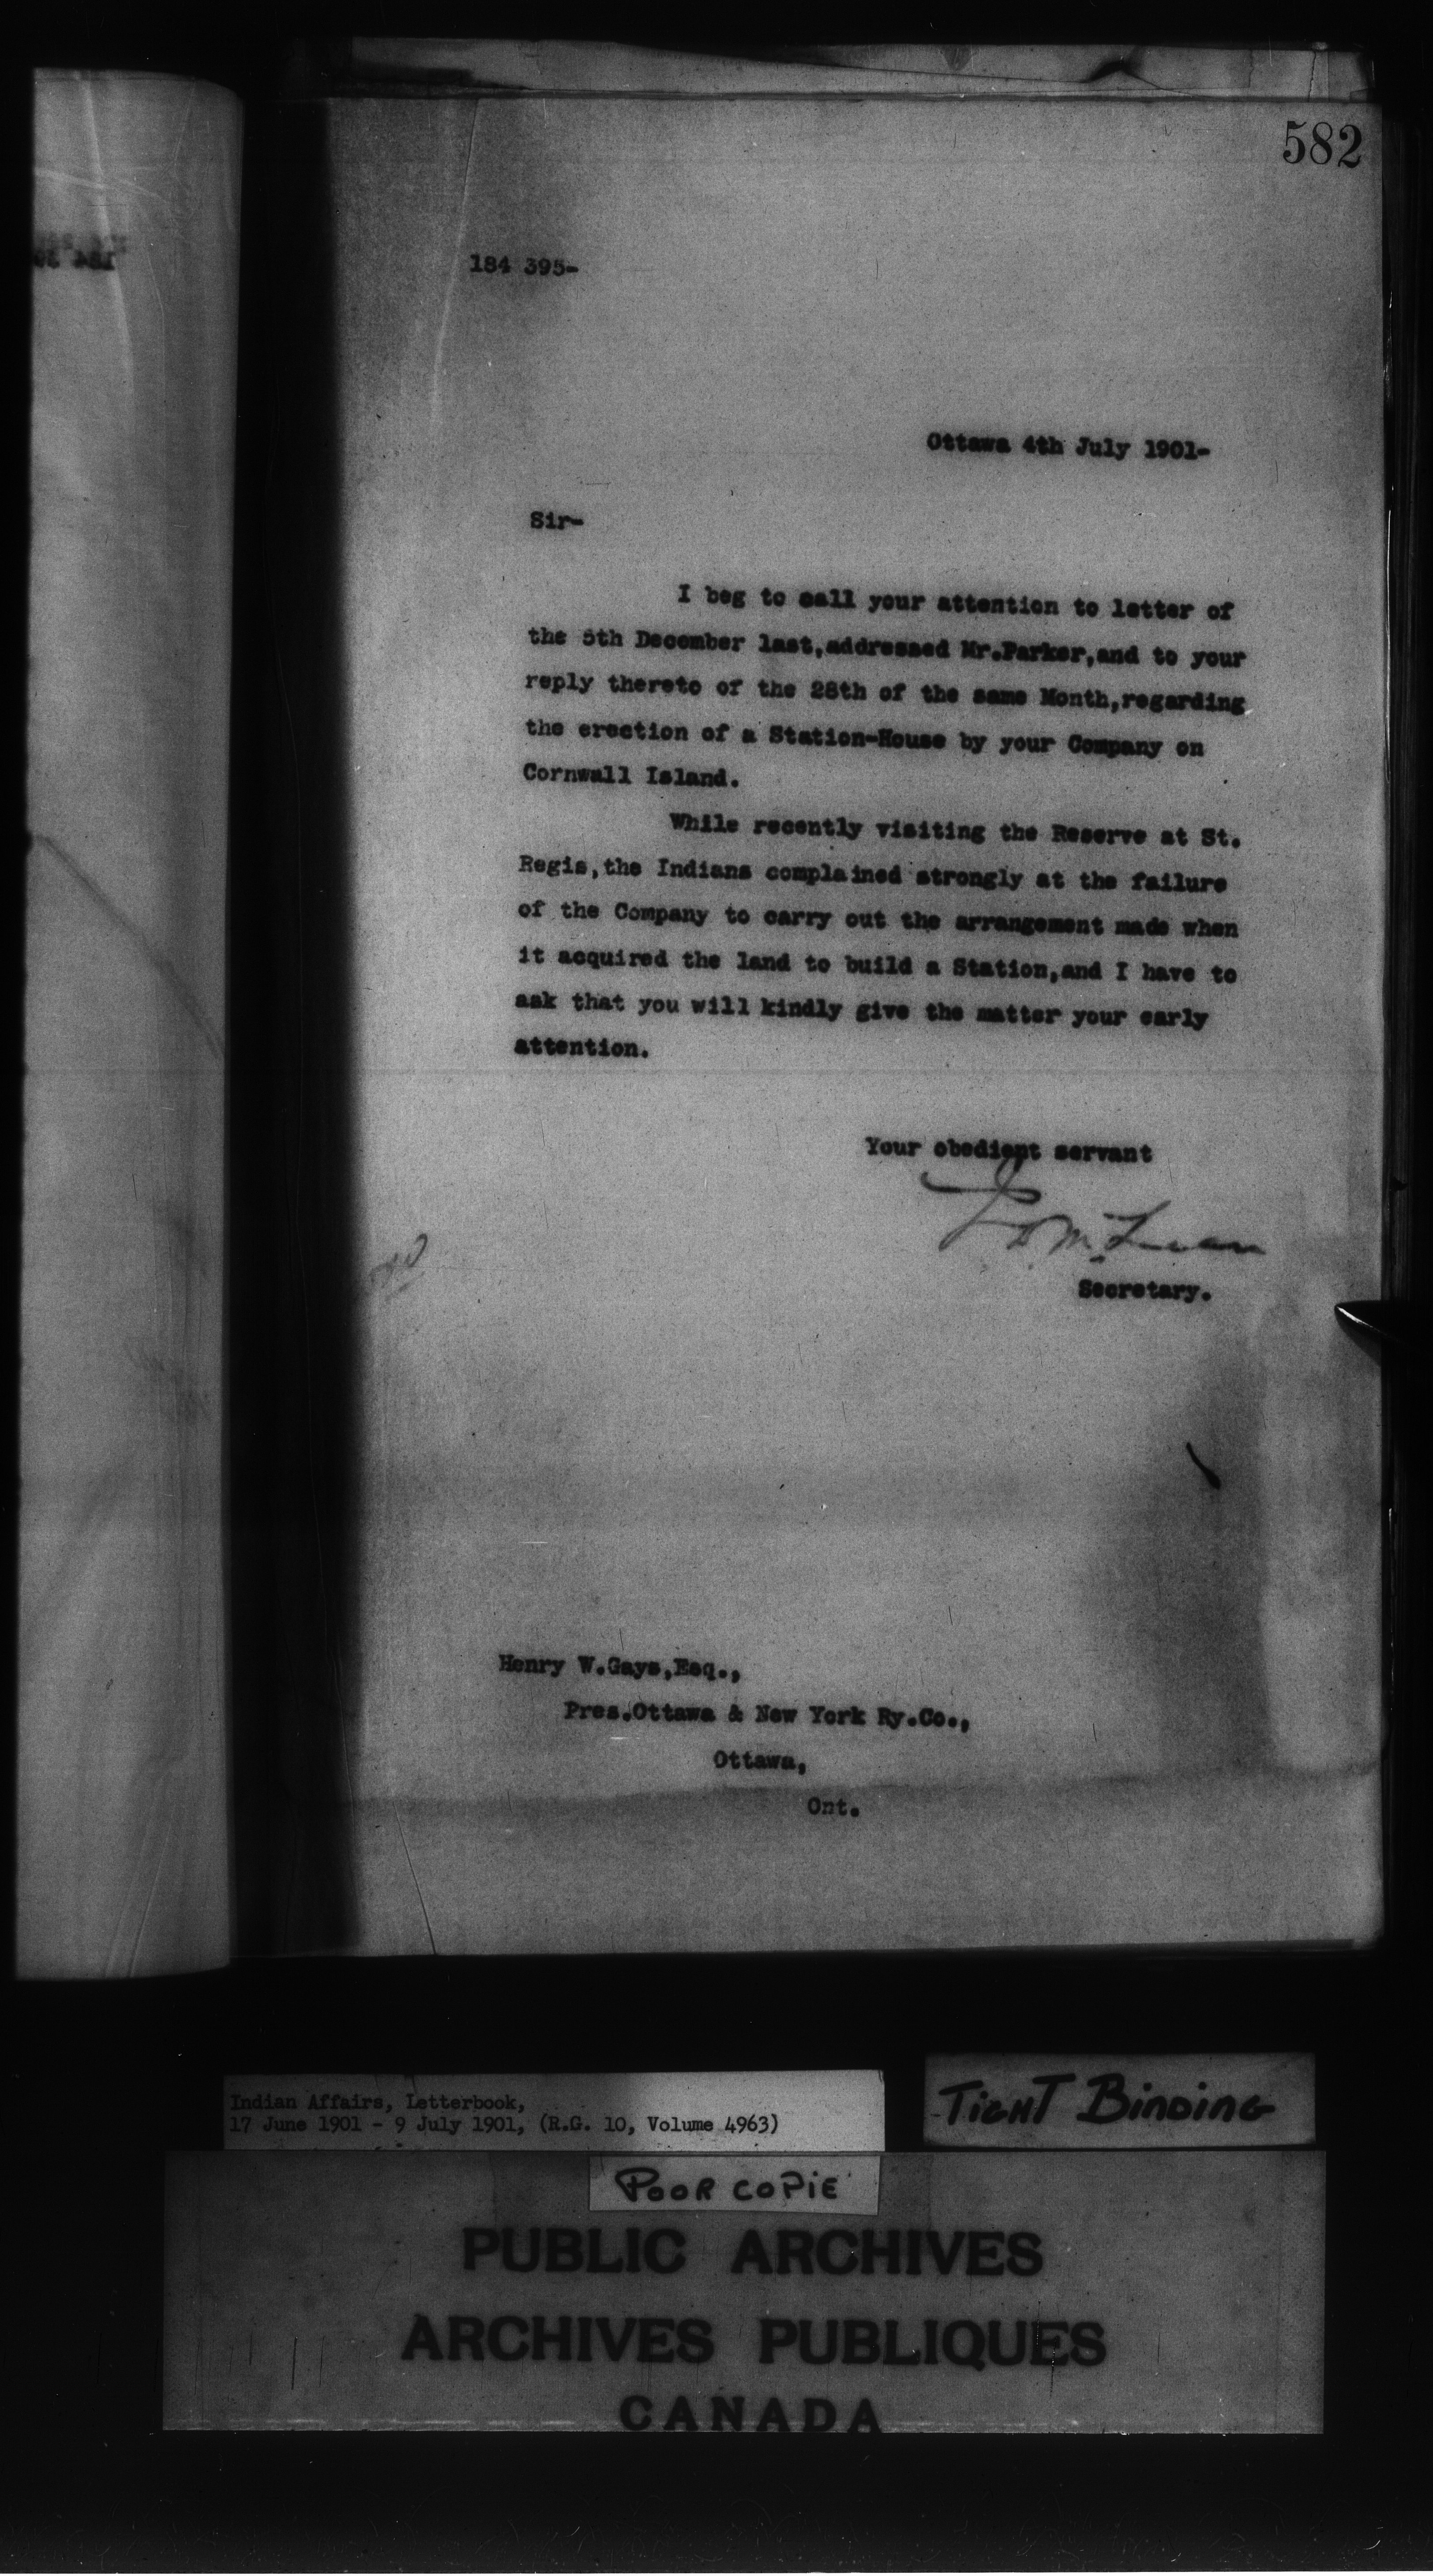 582
184 395-
Ottawa 4th July 1901-
Sir-
I beg to call your attention to letter of
the 5th December last,addressed Mr.Parker,and to your
reply thereto of the 28th of the same Month,regarding
the erection of a Station-House by your Company on
Cornwall Island.
While recently visiting the Reserve at St.
Regis,the Indians complained strongly at the failure
of the Company to carry out the arrangement made when
it acquired the land to build a Station,and I have to
ask that you will kindly give the matter your early
attention.
Your obedient servant
J D McLean
Secretary.
Henry W.Gays,Esq.,
Pres.Ottawa & New York Ry.Co.,
Ottawa,
Ont.
Indian Affairs, Letterbook,
17 June 1901 - 9 July 1901, (R.G. 10, Volume 4963)
TIGHT BINDING
POOR COPIE
PUBLIC ARCHIVES
ARCHIVES PUBLIQUES
CANADA